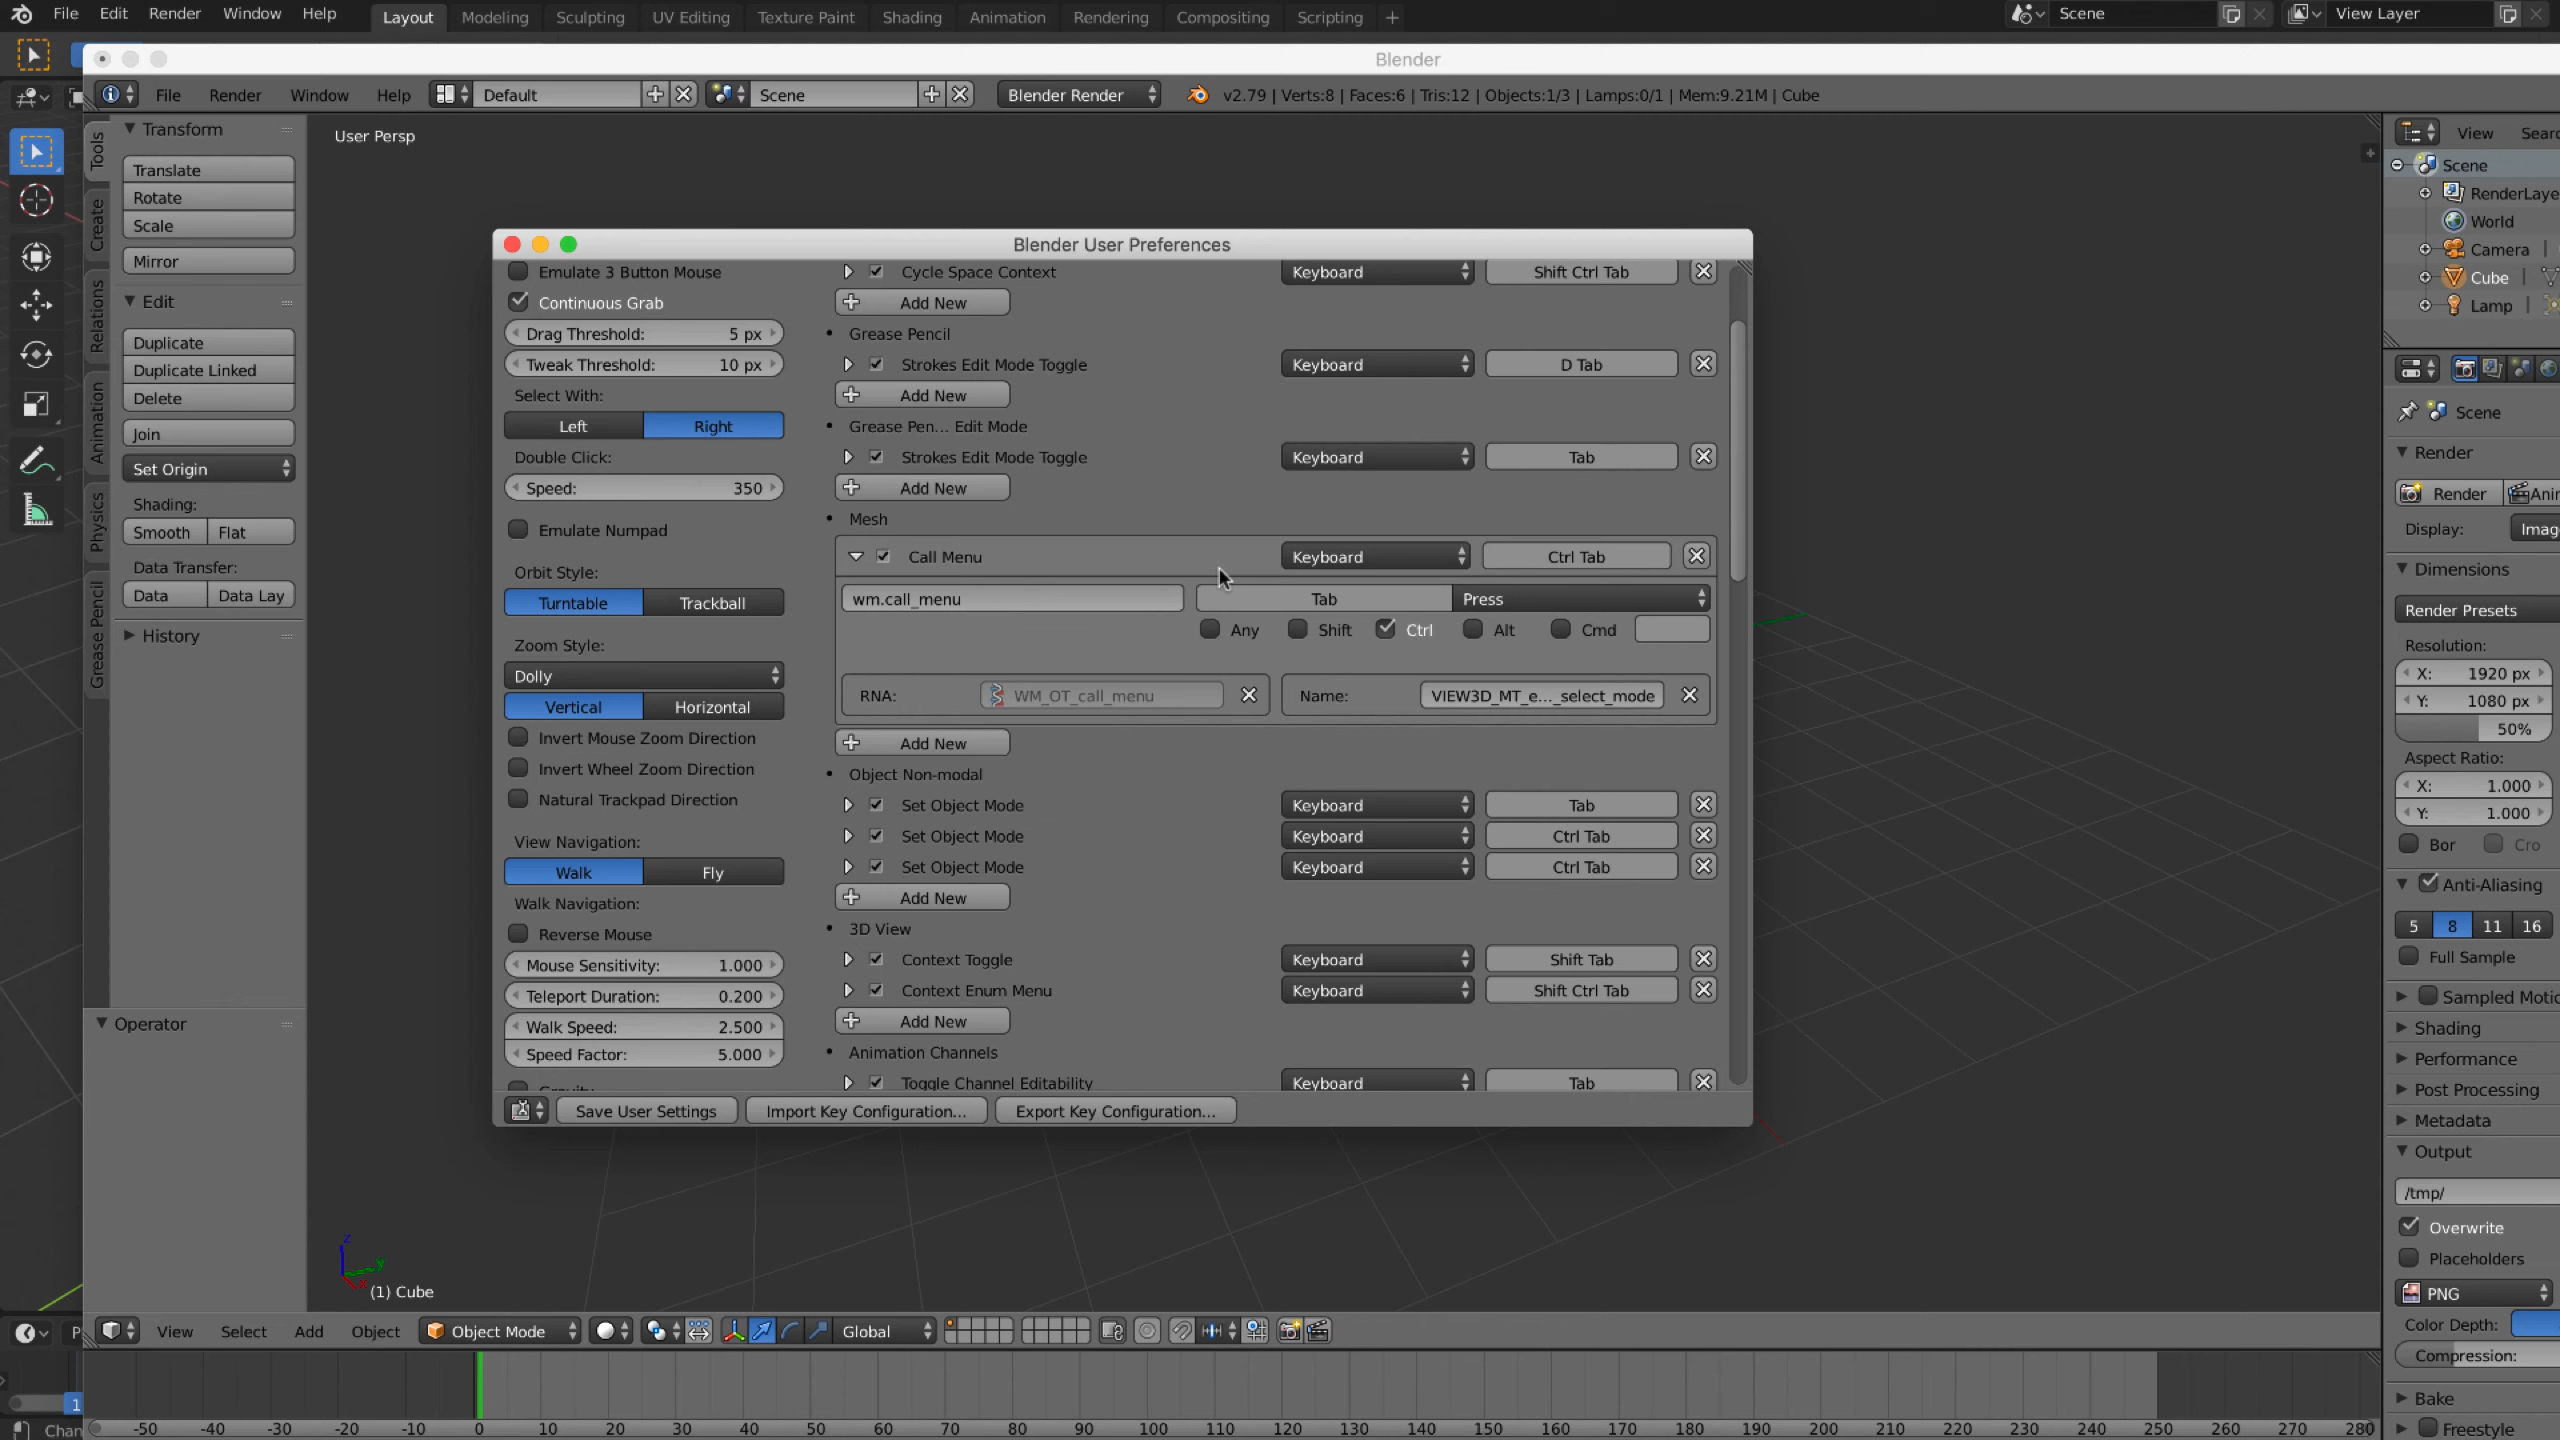 File Edit Render Window Help Layout Modeling Sculpting UV Editing Texture Paint Shading Animation Rendering Compositing Scripting + Scene View Layer
Blender
File Render Window Help Default Scene Blender Render v2.79 | Verts:8 | Faces:6 | Tris:12 | Objects:1/3 | Lamps:0/1 | Mem:9.21M | Cube
Tools
Create
Relations
Animation
Physics
Grease Pencil
Transform
Translate
Rotate
Scale
Mirror
Edit
Duplicate
Duplicate Linked
Delete
Join
Set Origin
Shading:
Smooth Flat
Data Transfer:
Data Data Lay
History
Operator
User Persp
Blender User Preferences
Emulate 3 Button Mouse
Continuous Grab
Drag Threshold: 5 px
Tweak Threshold: 10 px
Select With:
Left Right
Double Click:
Speed: 350
Emulate Numpad
Orbit Style:
Turntable Trackball
Zoom Style:
Dolly
Vertical Horizontal
Invert Mouse Zoom Direction
Invert Wheel Zoom Direction
Natural Trackpad Direction
View Navigation:
Walk Fly
Walk Navigation:
Reverse Mouse
Mouse Sensitivity: 1.000
Teleport Duration: 0.200
Walk Speed: 2.500
Speed Factor: 5.000
Gravity
Cycle Space Context Keyboard Shift Ctrl Tab
Add New
Grease Pencil
Strokes Edit Mode Toggle Keyboard D Tab
Add New
Grease Pen... Edit Mode
Strokes Edit Mode Toggle Keyboard Tab
Add New
Mesh
Call Menu Keyboard Ctrl Tab
wm.call_menu Tab Press
Any Shift Ctrl Alt Cmd
RNA: WM_OT_call_menu Name: VIEW3D_MT_e..._select_mode
Add New
Object Non-modal
Set Object Mode Keyboard Tab
Set Object Mode Keyboard Ctrl Tab
Set Object Mode Keyboard Ctrl Tab
Add New
3D View
Context Toggle Keyboard Shift Tab
Context Enum Menu Keyboard Shift Ctrl Tab
Add New
Animation Channels
Toggle Channel Editability Keyboard Tab
Save User Settings Import Key Configuration... Export Key Configuration...
View Sear
Scene
RenderLaye
World
Camera
Cube
Lamp
Scene
Render
Render Anir
Display: Imag
Dimensions
Render Presets
Resolution:
X: 1920 px
Y: 1080 px
50%
Aspect Ratio:
X: 1.000
Y: 1.000
Bor Cro
Anti-Aliasing
5 8 11 16
Full Sample
Sampled Motic
Shading
Performance
Post Processing
Metadata
Output
/tmp/
Overwrite
Placeholders
PNG
Color Depth:
Compression:
Bake
Freestyle
z
y
x
(1) Cube
View Select Add Object Object Mode Global
P
1
Chan -50 -40 -30 -20 -10 0 10 20 30 40 50 60 70 80 90 100 110 120 130 140 150 160 170 180 190 200 210 220 230 240 250 260 270 280